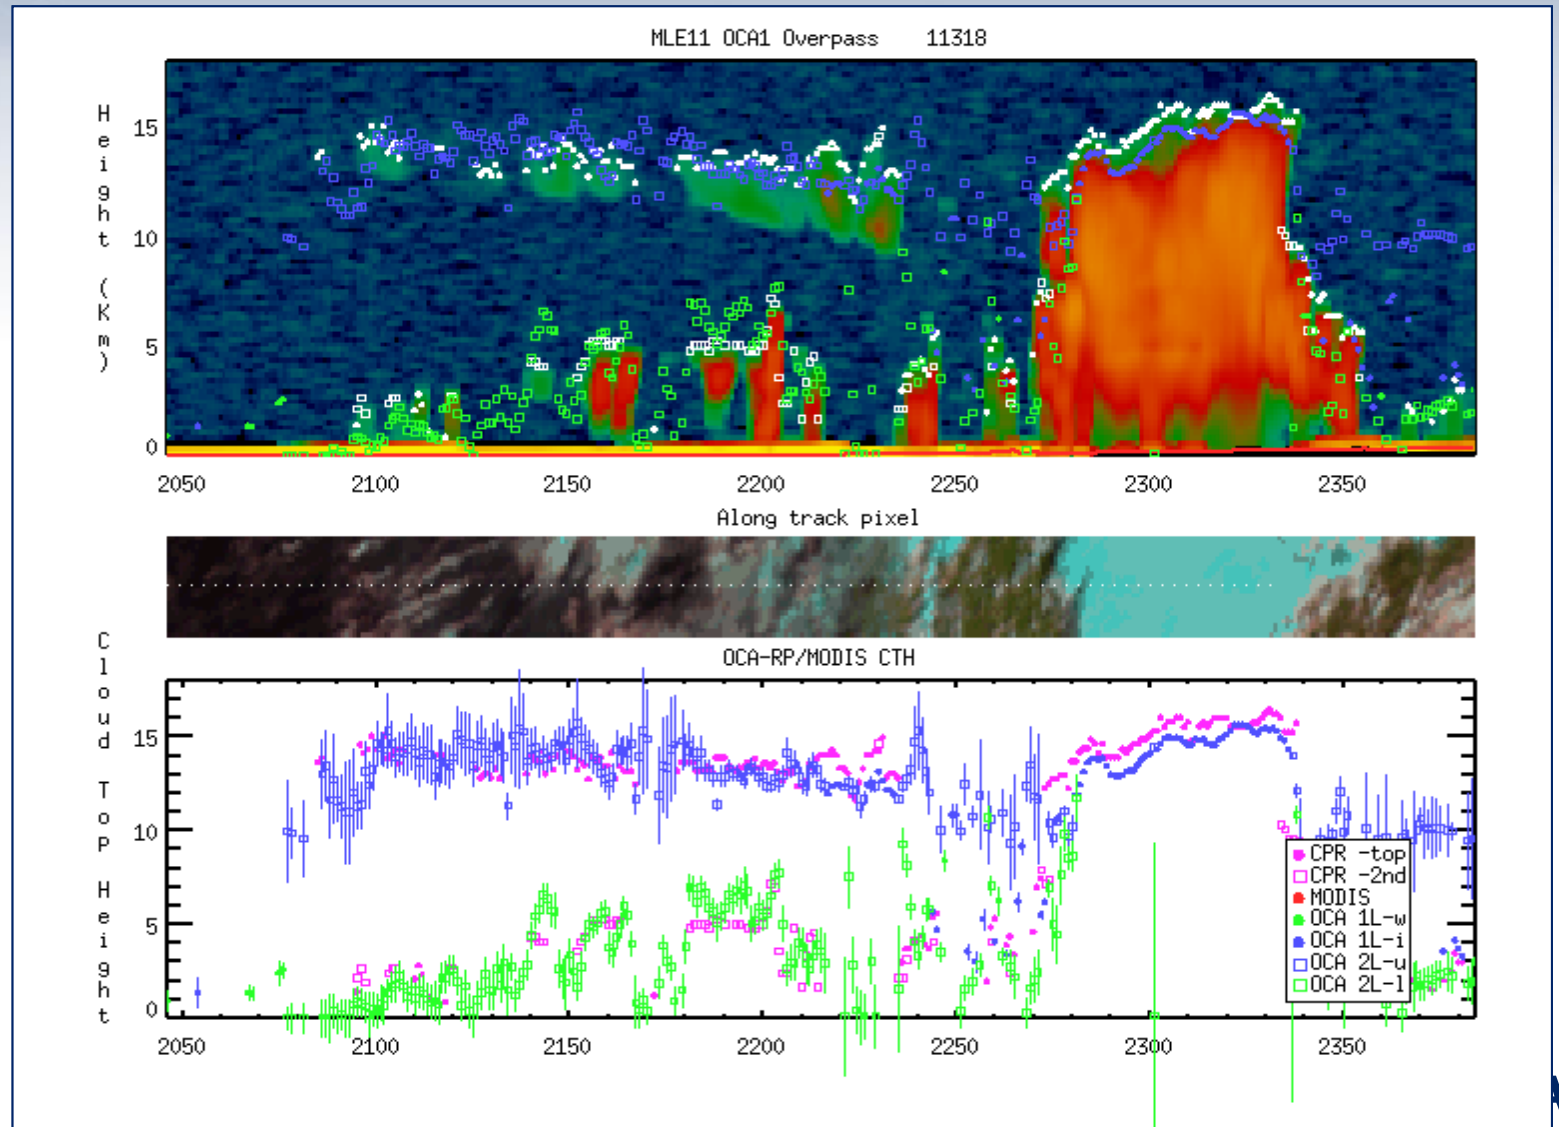 MLE11 OCA1 Overpass 11318
Height (Km)
15
10
5
0
2050 2100 2150 2200 2250 2300 2350
Along track pixel
OCA-RP/MODIS CTH
Cloud Top Height
15
10
5
0
CPR -top
CPR -2nd
MODIS
OCA 1L-w
OCA 1L-i
OCA 2L-u
OCA 2L-l
2050 2100 2150 2200 2250 2300 2350